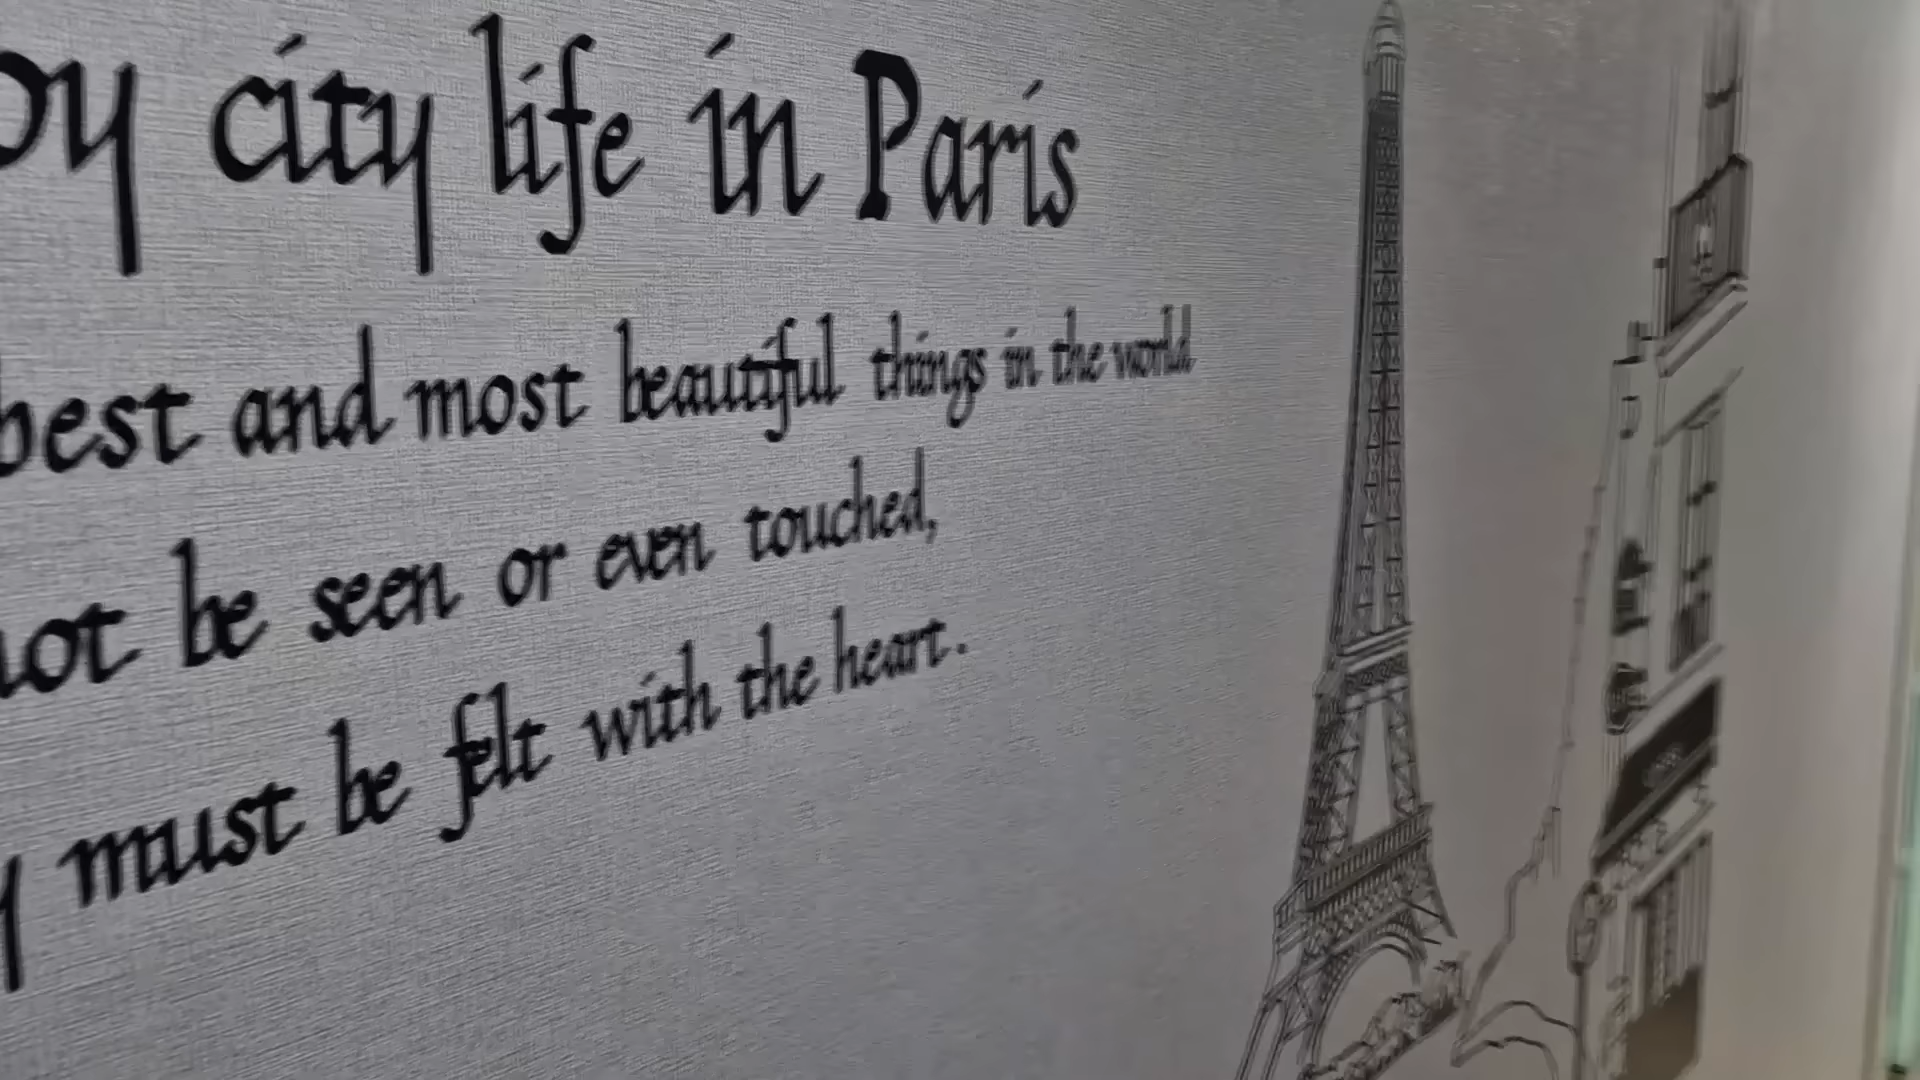 oy city life in Paris
best and most beautiful things in the world
not be seen or even touched,
y must be felt with the heart.